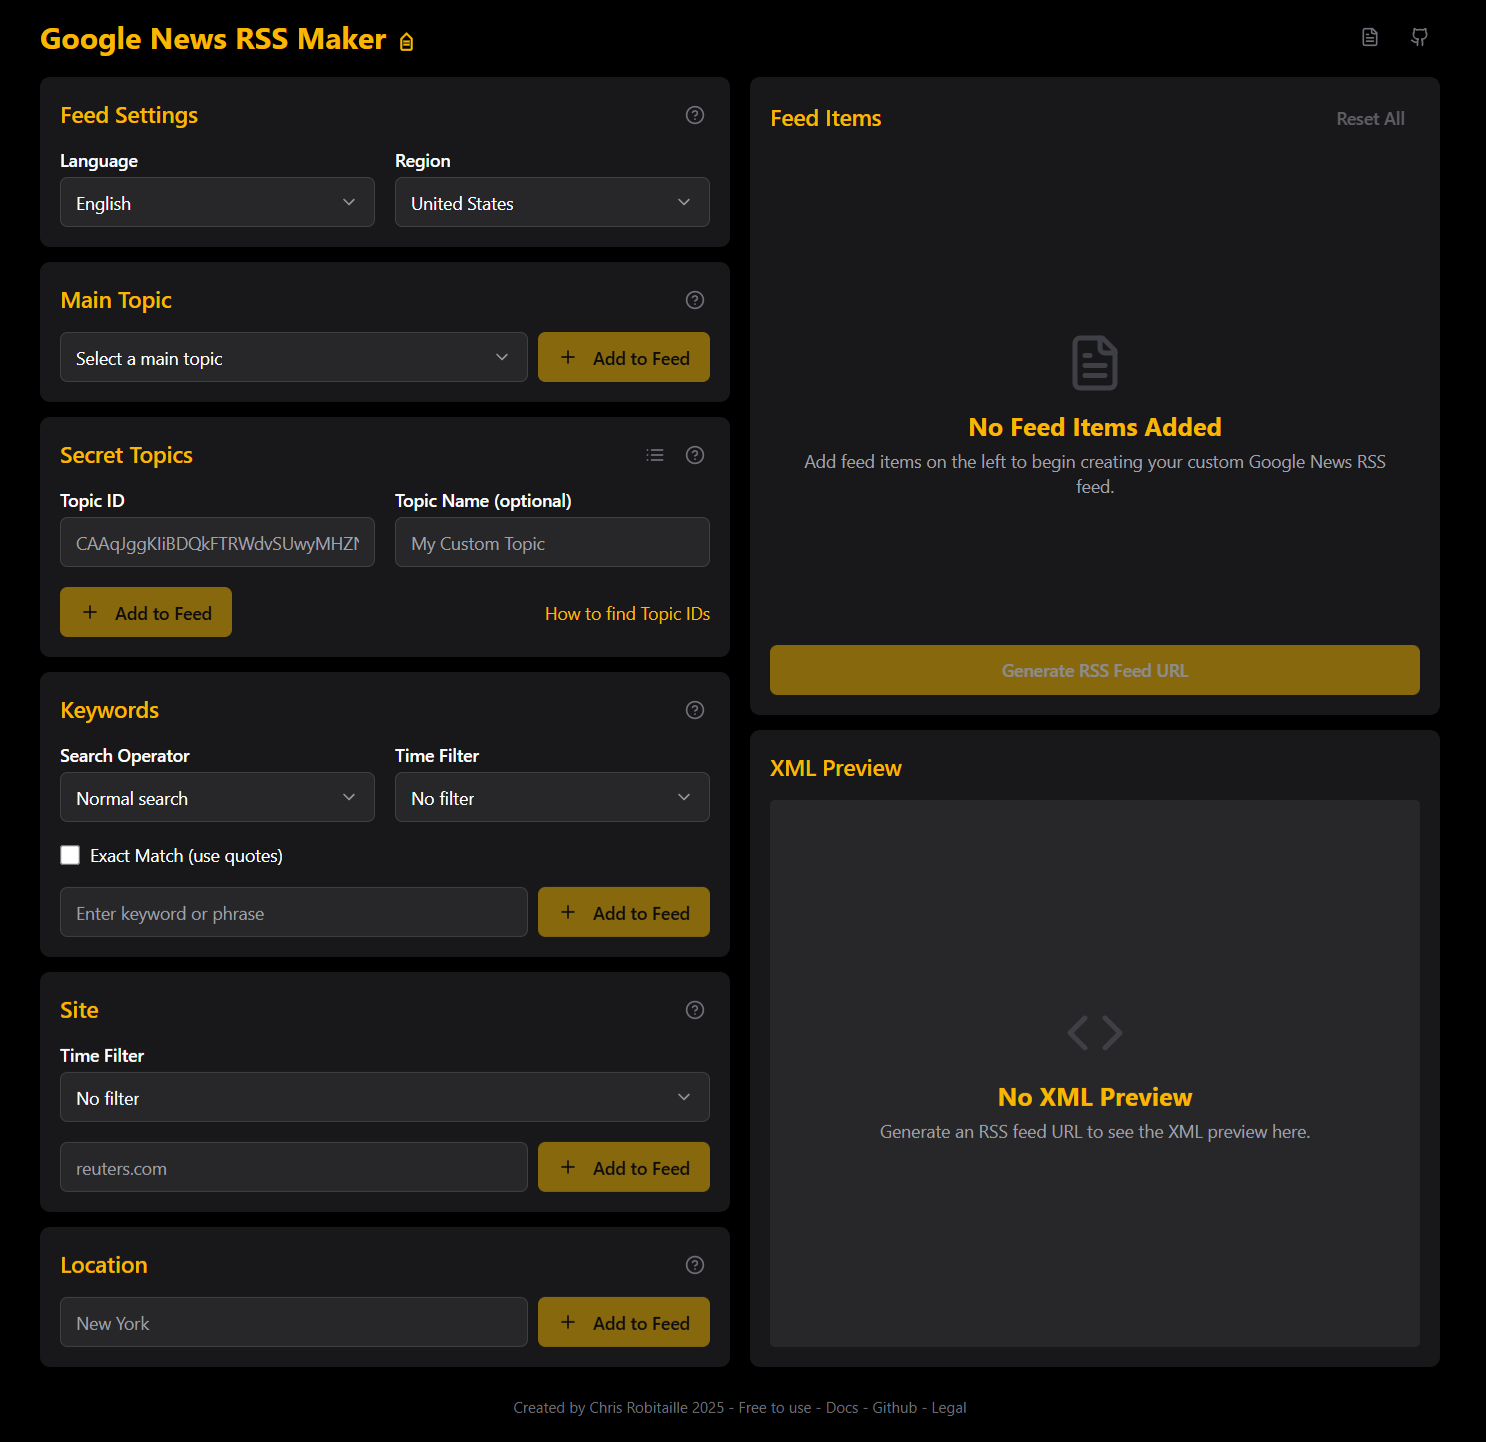 Google News RSS Maker
Feed Settings
Language
Region
English
United States
Main Topic
Select a main topic
Add to Feed
Secret Topics
Topic ID
Topic Name (optional)
My Custom Topic
Add to Feed
How to find Topic IDs
Keywords
Search Operator
Time Filter
Normal search
No filter
Exact Match (use quotes)
Enter keyword or phrase
Add to Feed
Site
Time Filter
No filter
reuters.com
Add to Feed
Location
New York
Add to Feed
Feed Items
Reset All
No Feed Items Added
Add feed items on the left to begin creating your custom Google News RSS
feed.
Generate RSS Feed URL
XML Preview
No XML Preview
Generate an RSS feed URL to see the XML preview here.
Created by Chris Robitaille 2025 - Free to use - Docs - Github - Legal